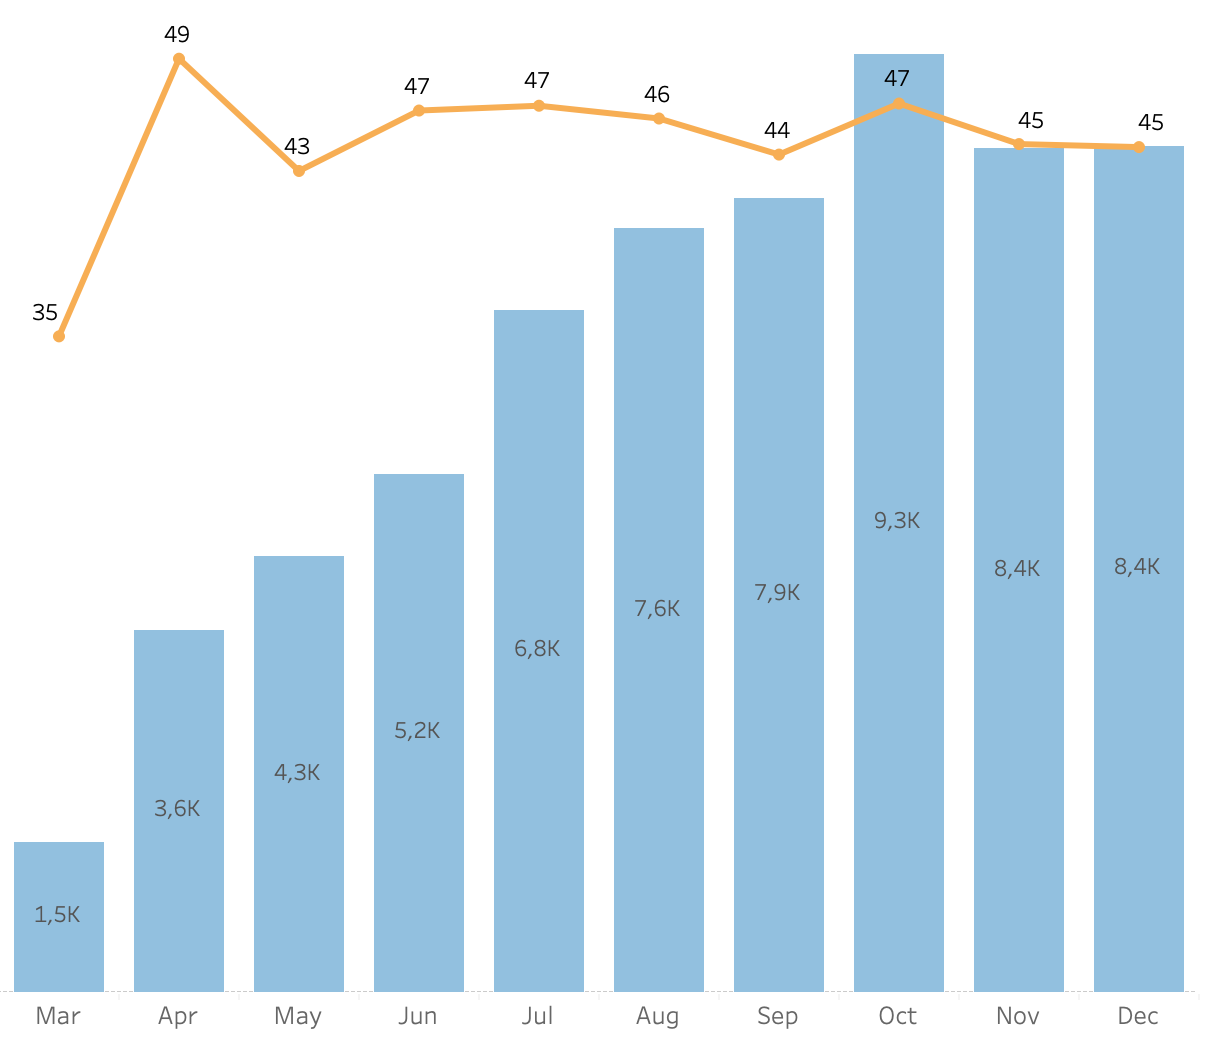 49
47
47
46
47
43
44
45
45
35
9,3K
8,4K
8,4K
7,9K
7,6K
6,8K
5,2K
4,3K
3,6K
1,5K
Mar Apr May Jun Jul Aug Sep Oct Nov Dec